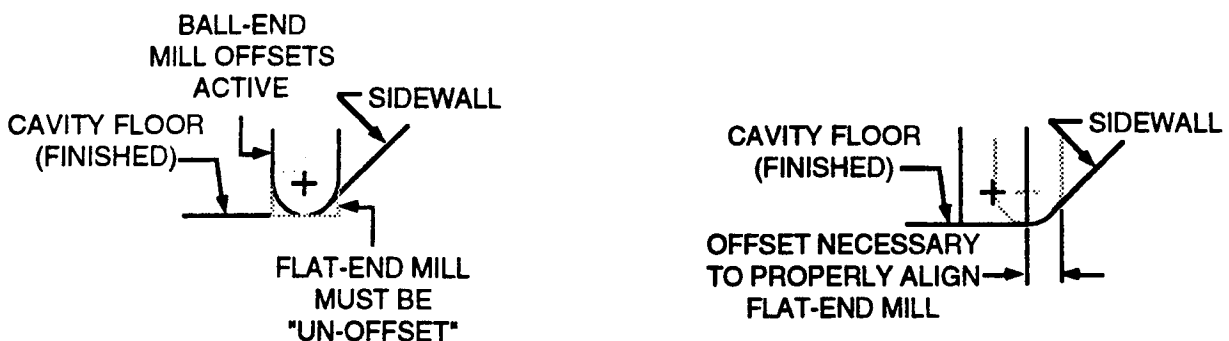 BALL-END
MILL OFFSETS
ACTIVE
SIDEWALL
CAVITY FLOOR
(FINISHED)
FLAT-END MILL
MUST BE
"UN-OFFSET"
SIDEWALL
CAVITY FLOOR
(FINISHED)
OFFSET NECESSARY
TO PROPERLY ALIGN
FLAT-END MILL